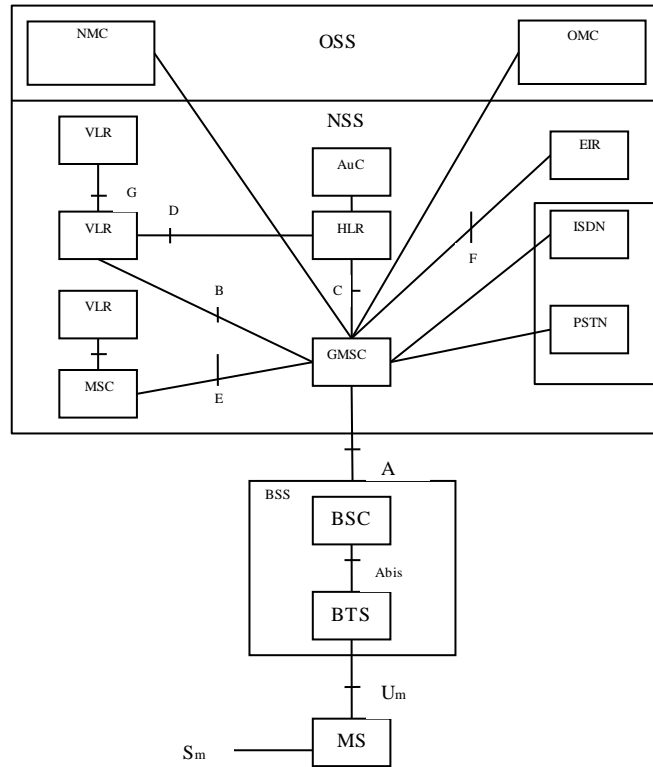 NMC
OSS
OMC
NSS
VLR
AuC
EIR
G
D
VLR
HLR
ISDN
F
B
C
VLR
PSTN
GMSC
MSC
E
A
BSS
BSC
Abis
BTS
Um
MS
Sm